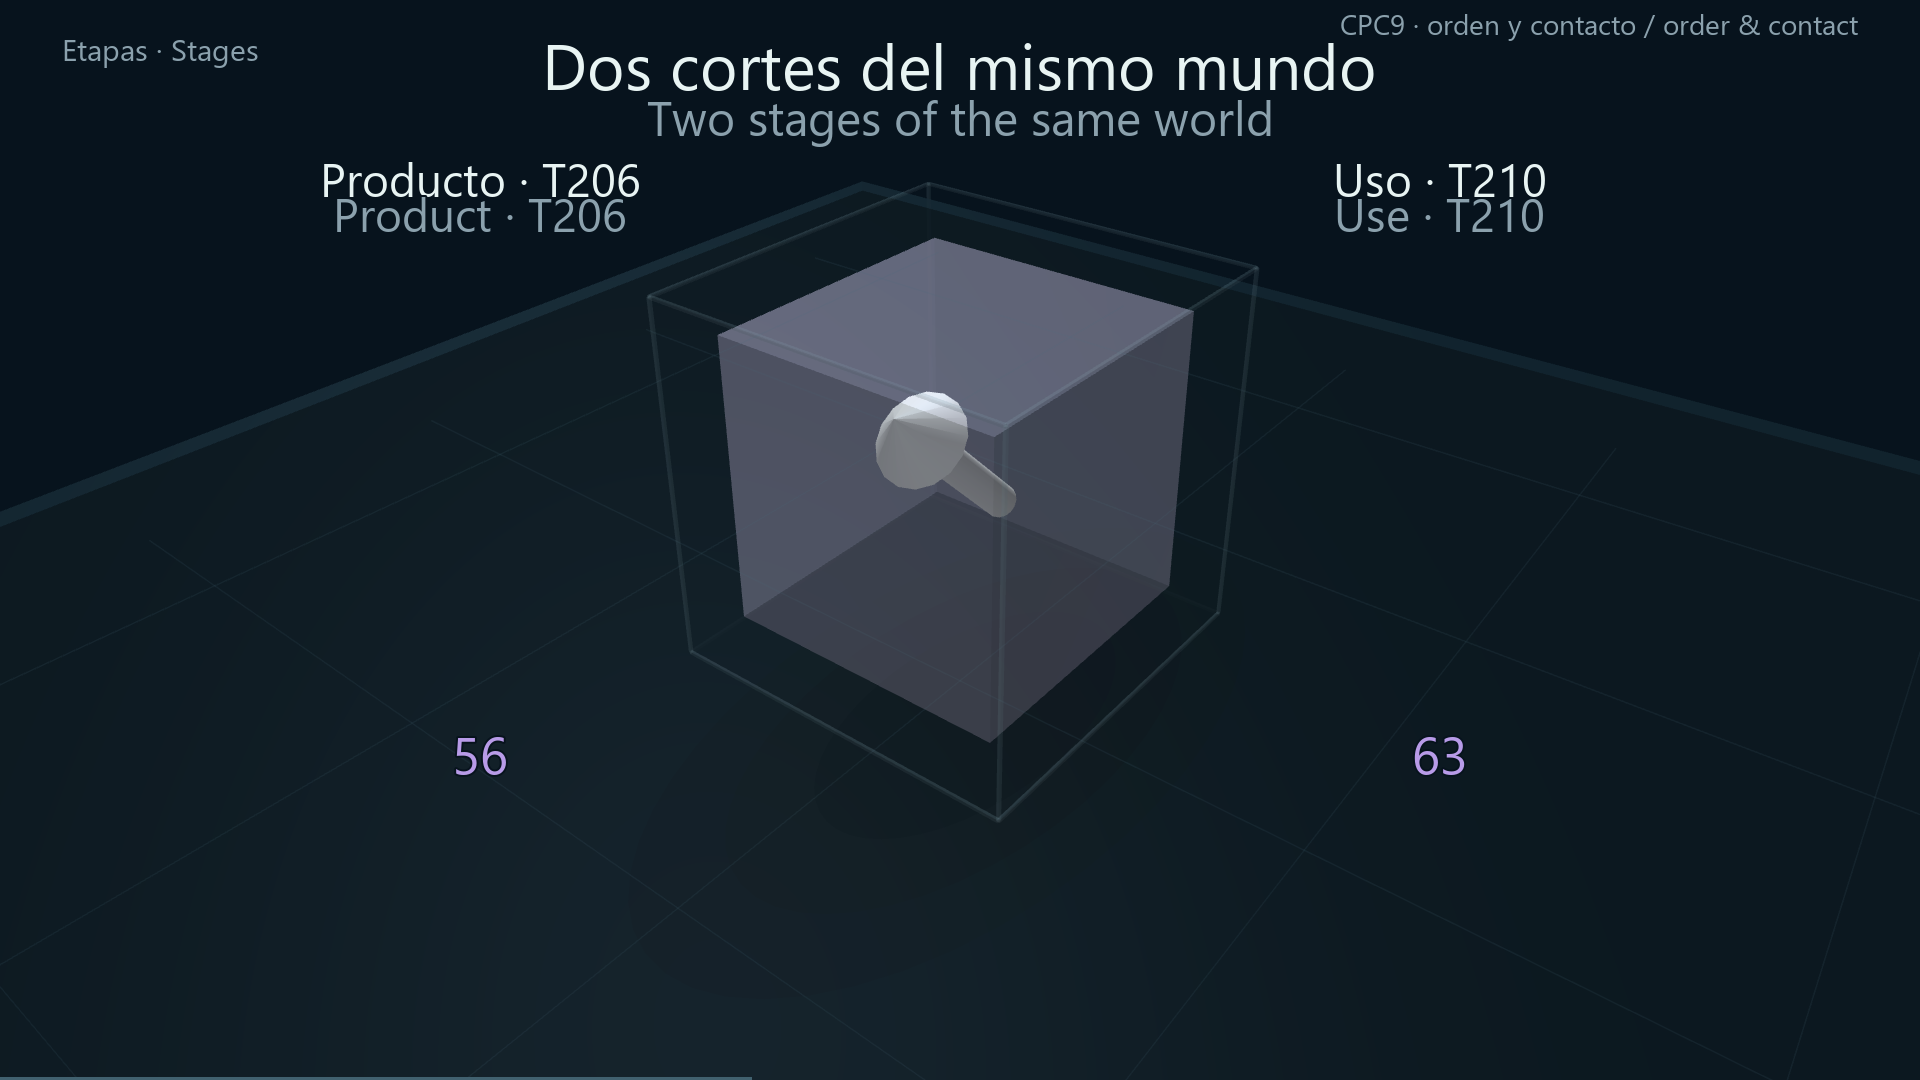 Etapas · Stages
CPC9 · orden y contacto / order & contact
Dos cortes del mismo mundo
Two stages of the same world
Producto · T206
Product · T206
Uso · T210
Use · T210
56
63